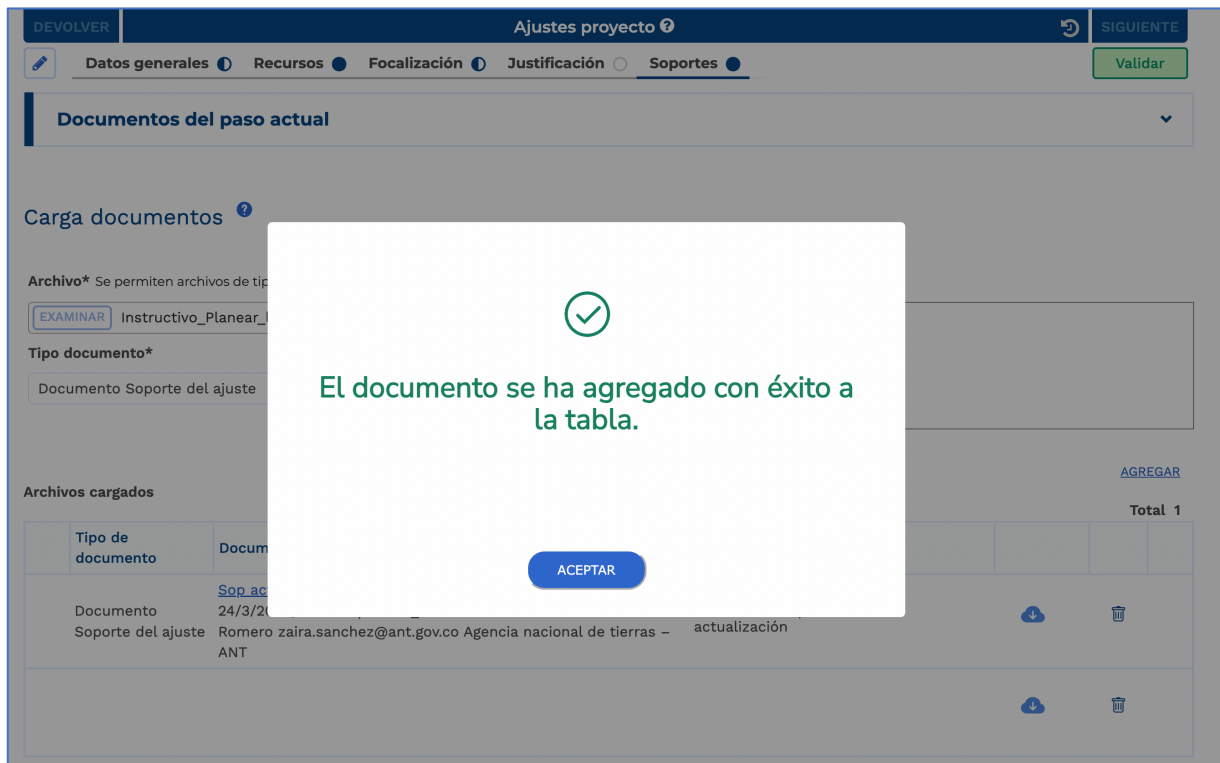 DEVOLVER
Ajustes proyecto
SIGUIENTE
Datos generales
Recursos
Focalización
Justificación
Soportes
Validar
Documentos del paso actual
Carga documentos
Archivo* Se permiten archivos de tip
EXAMINAR Instructivo_Planear_
Tipo documento*
Documento Soporte del ajuste
El documento se ha agregado con éxito a
la tabla.
ACEPTAR
AGREGAR
Archivos cargados
Total 1
Tipo de
documento
Docum
Sop ac
Documento
Soporte del ajuste
24/3/20
Romero zaira.sanchez@ant.gov.co Agencia nacional de tierras –
ANT
actualización